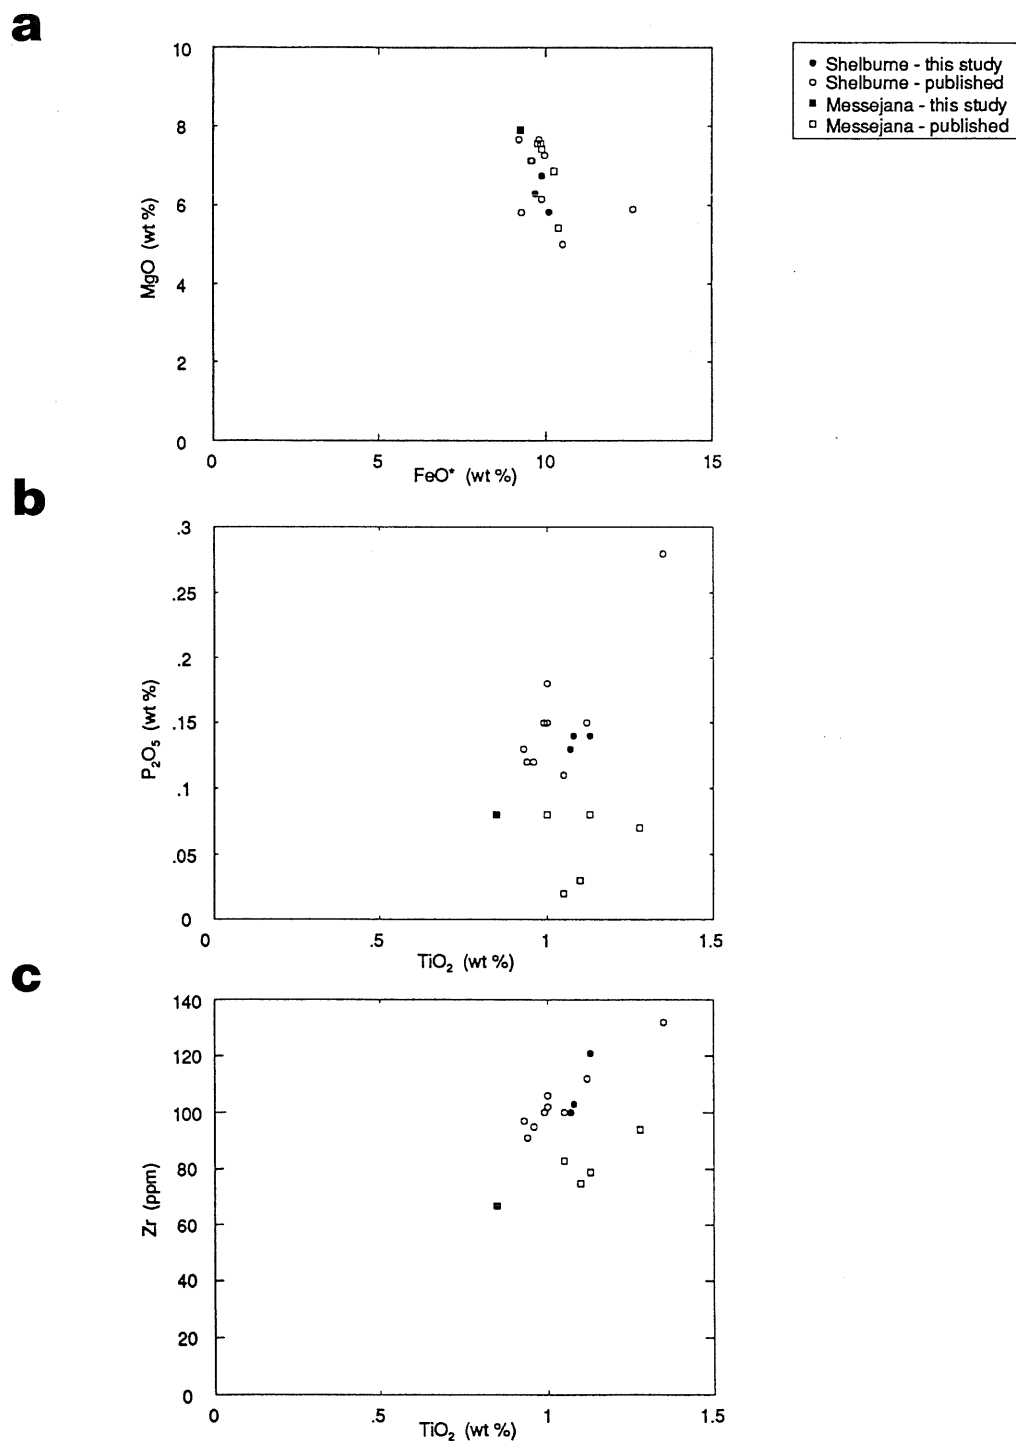 a
10
8
6
4
2
0
MgO (wt %)
0 5 10 15
FeO* (wt %)
● Shelburne - this study
○ Shelburne - published
■ Messejana - this study
□ Messejana - published
b
.3
.25
.2
.15
.1
.05
0
P₂O₅ (wt %)
0 .5 1 1.5
TiO₂ (wt %)
c
140
120
100
80
60
40
20
0
Zr (ppm)
0 .5 1 1.5
TiO₂ (wt %)